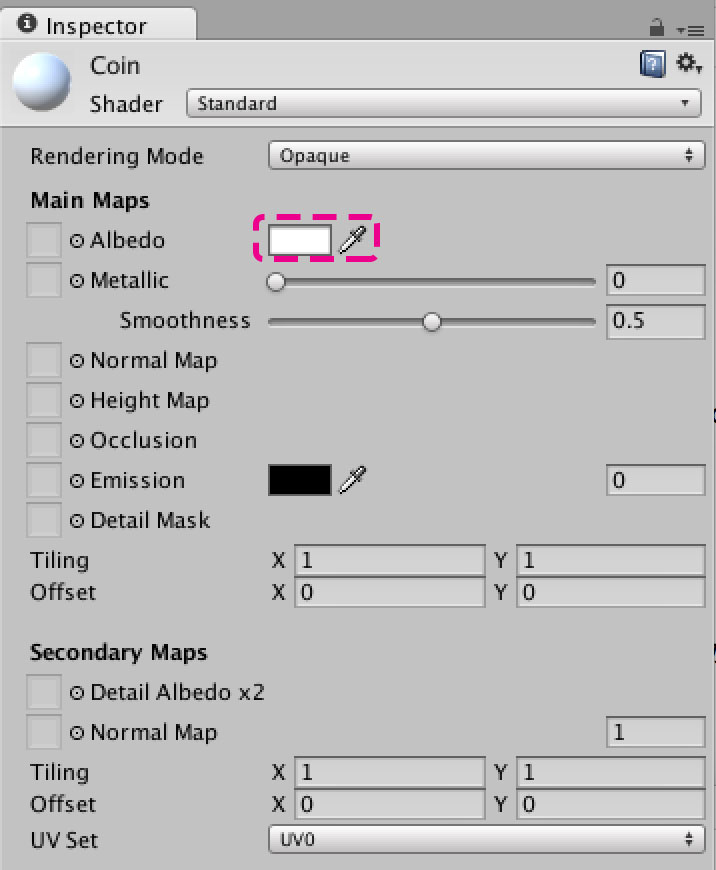 Inspector
Coin
Shader Standard
Rendering Mode Opaque
Main Maps
Albedo
Metallic 0
Smoothness 0.5
Normal Map
Height Map
Occlusion
Emission 0
Detail Mask
Tiling X 1 Y 1
Offset X 0 Y 0
Secondary Maps
Detail Albedo x2
Normal Map 1
Tiling X 1 Y 1
Offset X 0 Y 0
UV Set UV0